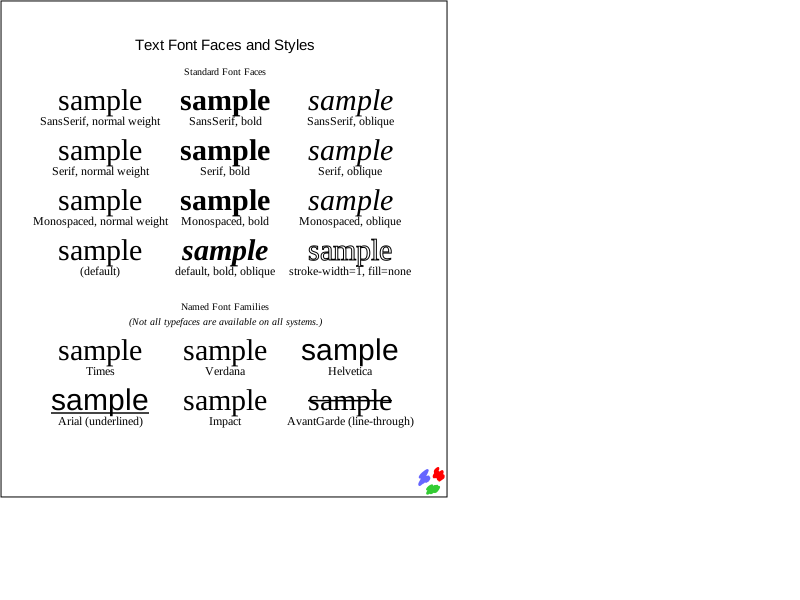 Text Font Faces and Styles
Standard Font Faces
sample sample sample
SansSerif, normal weight SansSerif, bold SansSerif, oblique
sample sample sample
Serif, normal weight Serif, bold Serif, oblique
sample sample sample
Monospaced, normal weight Monospaced, bold Monospaced, oblique
sample sample sample
(default) default, bold, oblique stroke-width=1, fill=none
Named Font Families
(Not all typefaces are available on all systems.)
sample sample sample
Times Verdana Helvetica
sample sample sample
Arial (underlined) Impact AvantGarde (line-through)